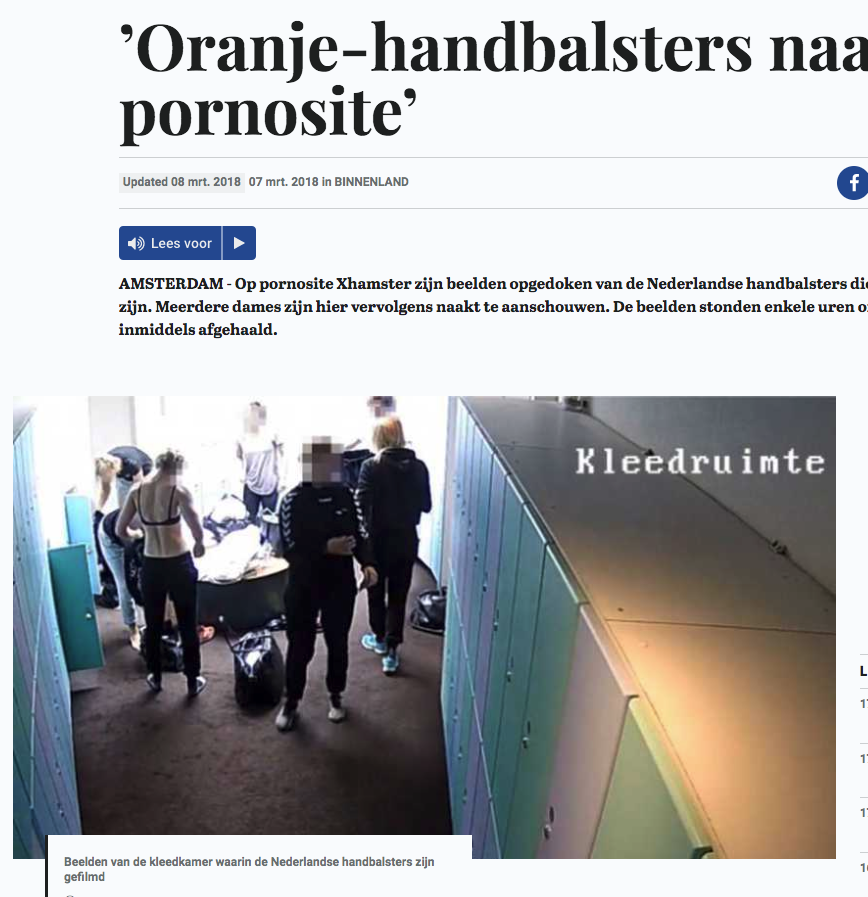 ’Oranje-handbalsters
pornosite’
Updated 08 mrt. 2018 07 mrt. 2018 in BINNENLAND
Lees voor
AMSTERDAM - Op pornosite Xhamster zijn beelden opgedoken van de Nederlandse handbalsters
zijn. Meerdere dames zijn hier vervolgens naakt te aanschouwen. De beelden stonden enkele uren
inmiddels afgehaald.
Kleedruimte
Beelden van de kleedkamer waarin de Nederlandse handbalsters zijn
gefilmd